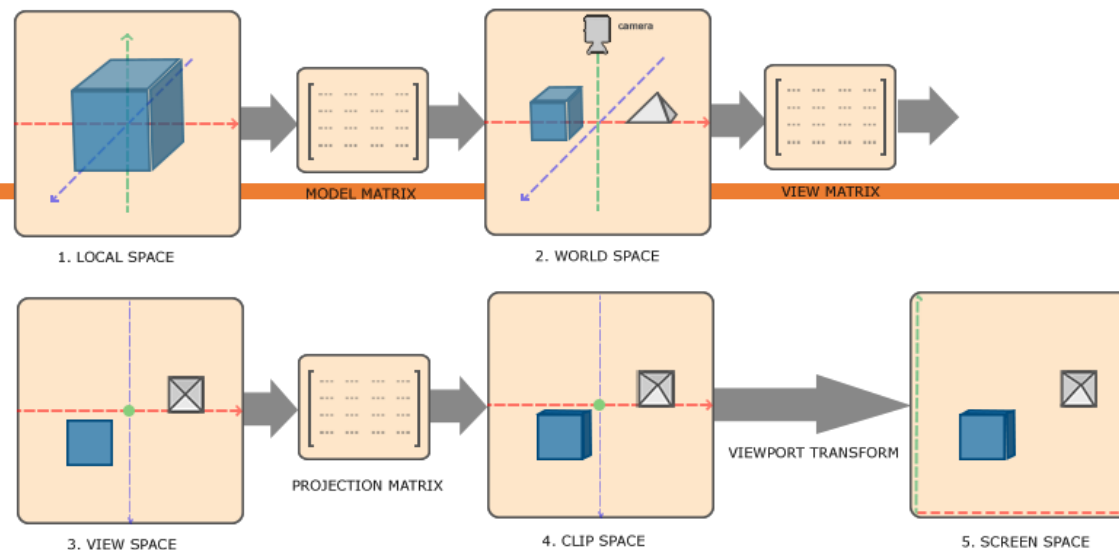 camera
MODEL MATRIX
VIEW MATRIX
1. LOCAL SPACE
2. WORLD SPACE
VIEWPORT TRANSFORM
PROJECTION MATRIX
3. VIEW SPACE
4. CLIP SPACE
5. SCREEN SPACE